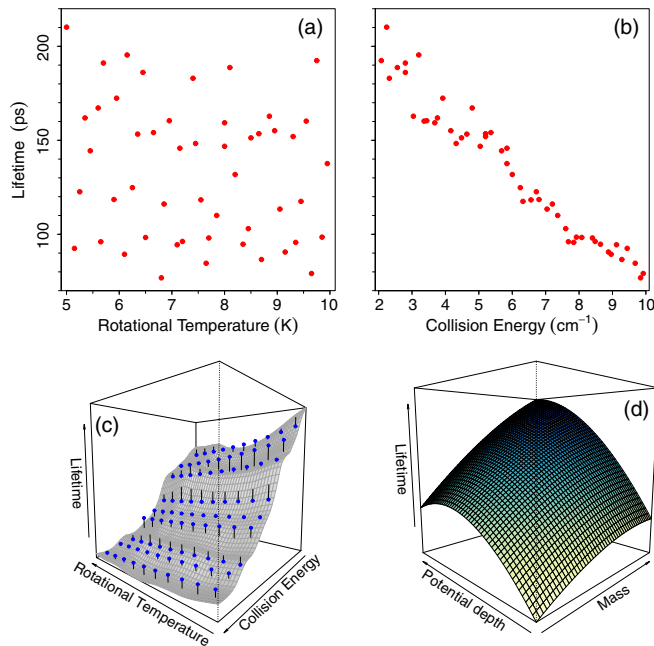 (a)
Lifetime (ps)
100
150
200
5
6
7
8
9
10
Rotational Temperature (K)
(b)
2
3
4
5
6
7
8
9
10
Collision Energy (cm⁻¹)
(c)
Lifetime
Rotational Temperature
Collision Energy
(d)
Lifetime
Potential depth
Mass